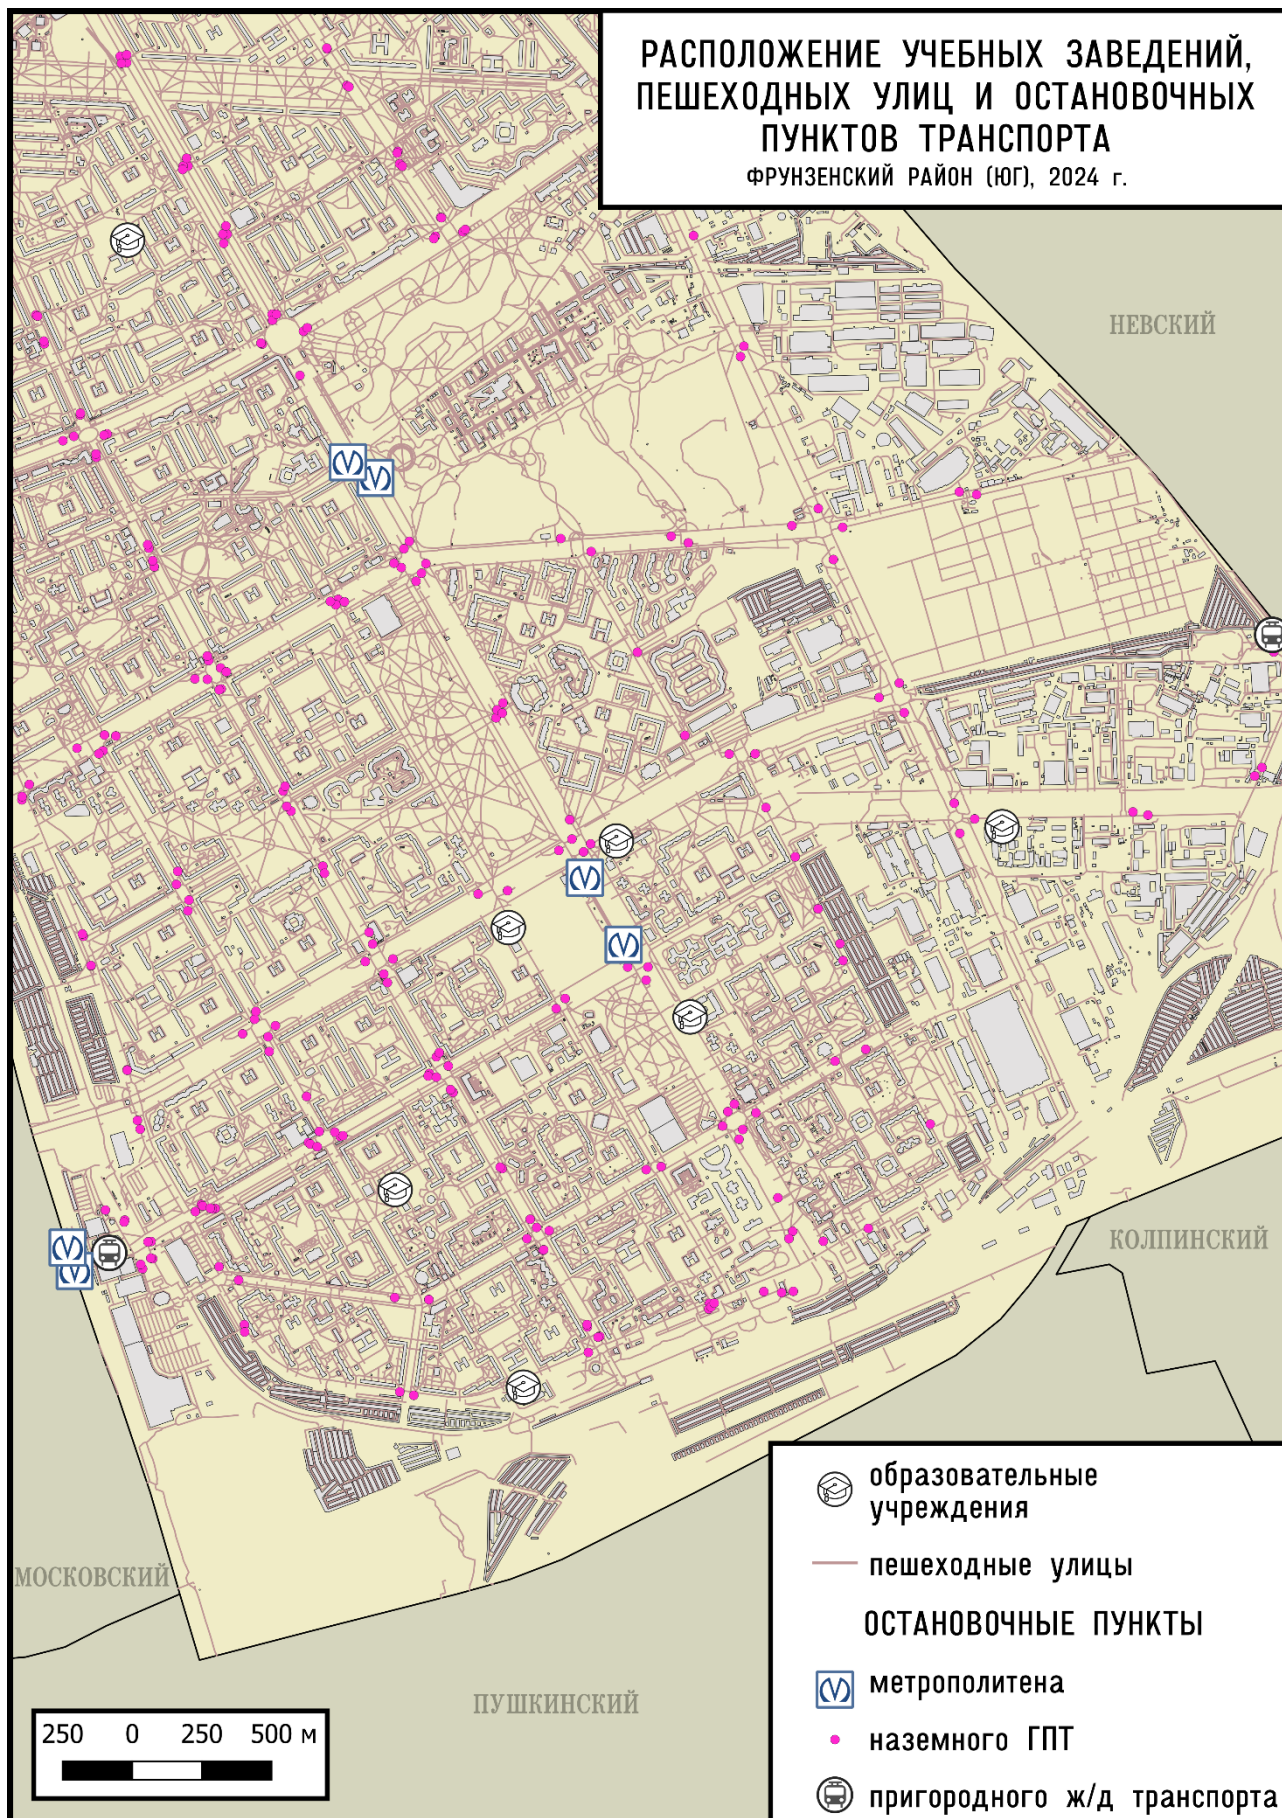 РАСПОЛОЖЕНИЕ УЧЕБНЫХ ЗАВЕДЕНИЙ,
ПЕШЕХОДНЫХ УЛИЦ И ОСТАНОВОЧНЫХ
ПУНКТОВ ТРАНСПОРТА
ФРУНЗЕНСКИЙ РАЙОН (ЮГ), 2024 г.
НЕВСКИЙ
КОЛПИНСКИЙ
МОСКОВСКИЙ
ПУШКИНСКИЙ
образовательные
учреждения
пешеходные улицы
ОСТАНОВОЧНЫЕ ПУНКТЫ
метрополитена
наземного ГПТ
пригородного ж/д транспорта
250 0 250 500 м